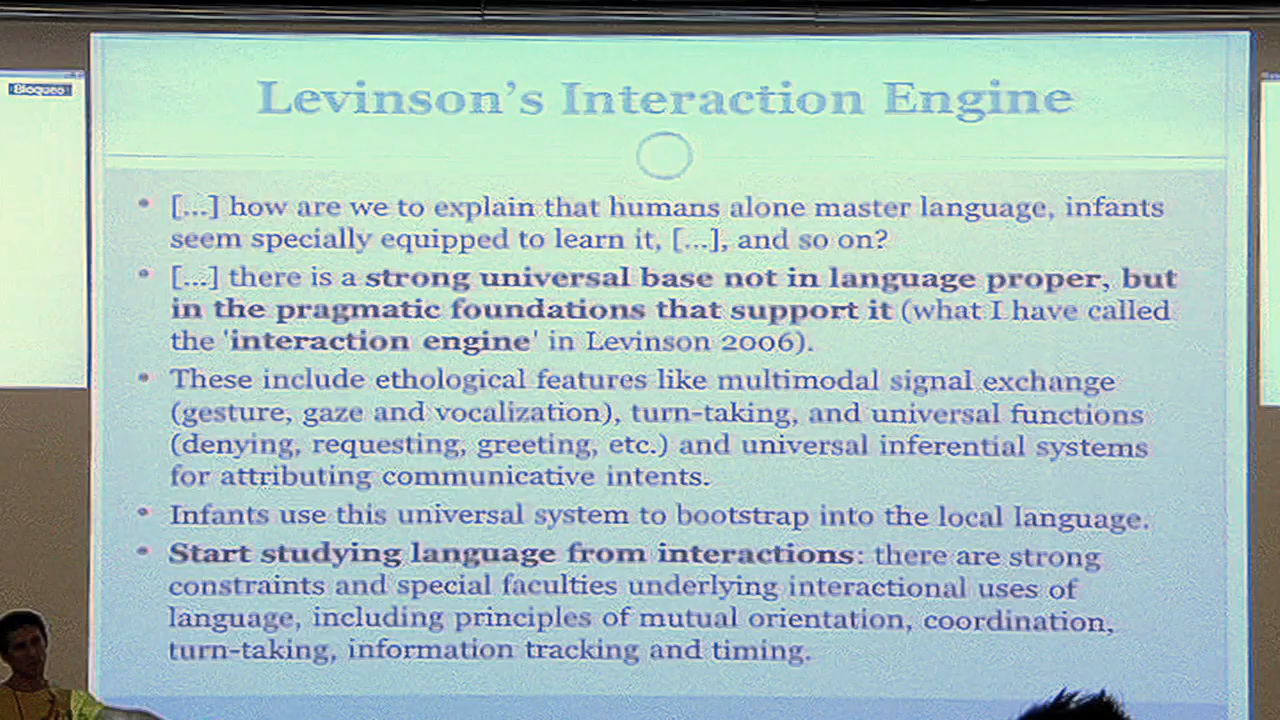 Bloqueo
Levinson's Interaction Engine
• [...] how are we to explain that humans alone master language, infants
seem specially equipped to learn it, [...], and so on?
• [...] there is a strong universal base not in language proper, but
in the pragmatic foundations that support it (what I have called
the 'interaction engine' in Levinson 2006).
• These include ethological features like multimodal signal exchange
(gesture, gaze and vocalization), turn-taking, and universal functions
(denying, requesting, greeting, etc.) and universal inferential systems
for attributing communicative intents.
• Infants use this universal system to bootstrap into the local language.
• Start studying language from interactions: there are strong
constraints and special faculties underlying interactional uses of
language, including principles of mutual orientation, coordination,
turn-taking, information tracking and timing.